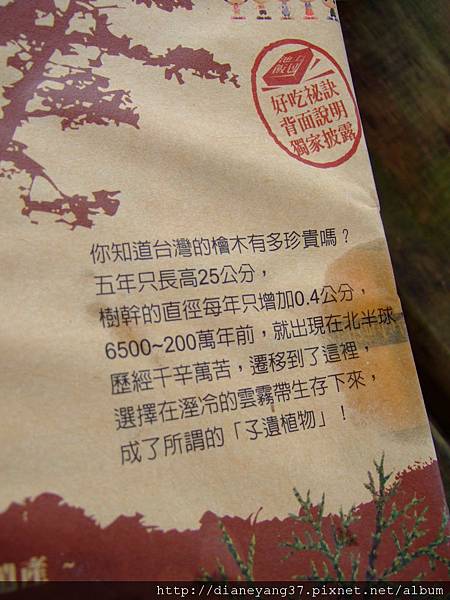 好吃祕訣
背面說明
獨家披露
你知道台灣的檜木有多珍貴嗎？
五年只長高25公分，
樹幹的直徑每年只增加0.4公分，
6500~200萬年前，就出現在北半球，
歷經千辛萬苦，遷移到了這裡，
選擇在溼冷的雲霧帶生存下來，
成了所謂的「孑遺植物」！
產~
http://dianeyang37.pixnet.net/album